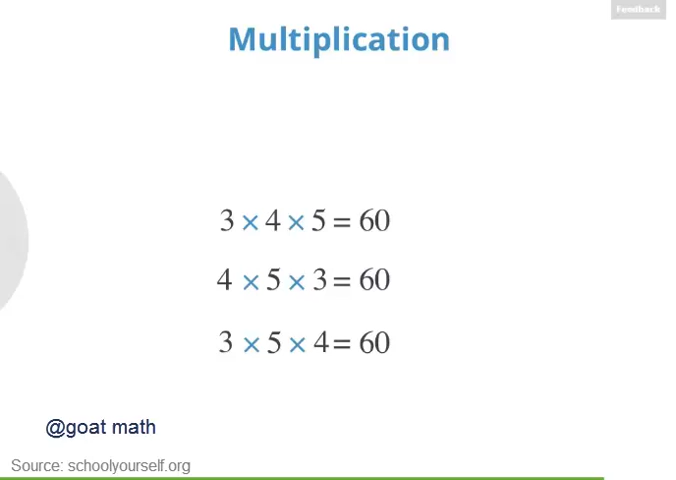 Feedback
Multiplication
3 × 4 × 5 = 60
4 × 5 × 3 = 60
3 × 5 × 4 = 60
@goat math
Source: schoolyourself.org